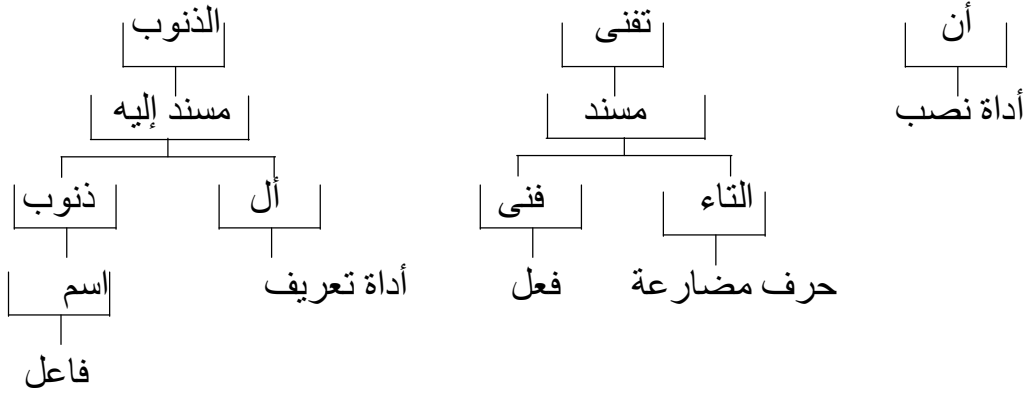 أن تفنى الذنوب
أداة نصب مسند مسند إليه
التاء فنى أل ذنوب
حرف مضارعة فعل أداة تعريف اسم
فاعل